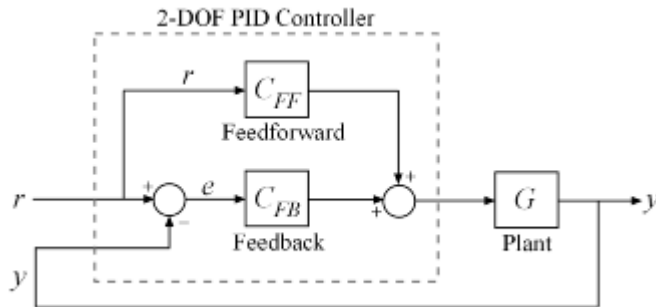 2-DOF PID Controller
r
C_FF
Feedforward
+
r
+
e
C_FB
+
G
y
−
Feedback
Plant
y